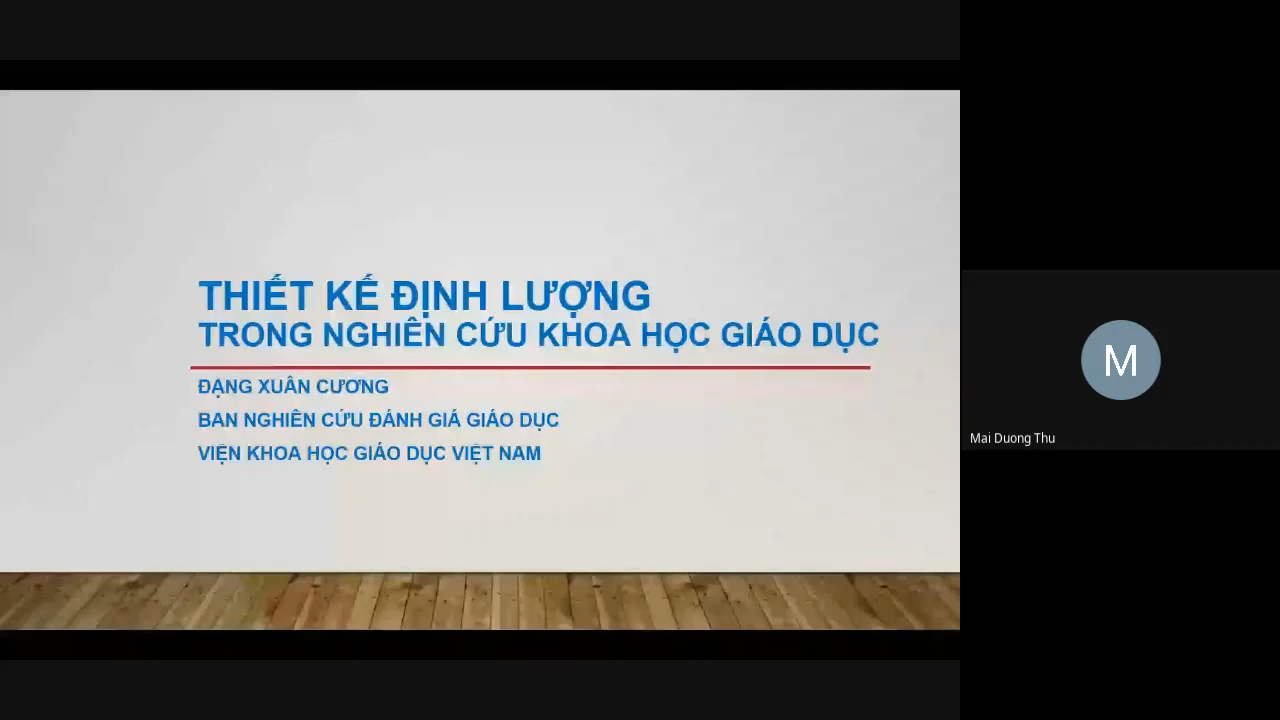 THIẾT KẾ ĐỊNH LƯỢNG
TRONG NGHIÊN CỨU KHOA HỌC GIÁO DỤC
ĐẶNG XUÂN CƯƠNG
BAN NGHIÊN CỨU ĐÁNH GIÁ GIÁO DỤC
VIỆN KHOA HỌC GIÁO DỤC VIỆT NAM
M
Mai Duong Thu